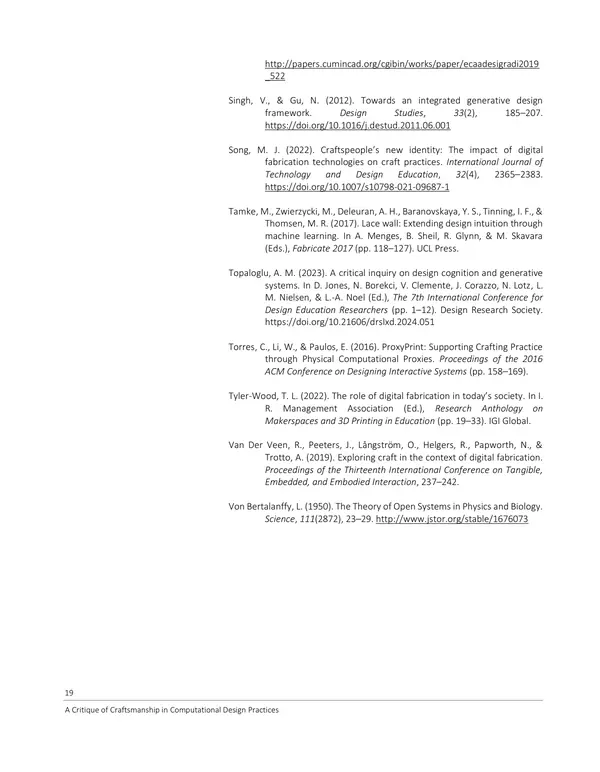 http://papers.cumincad.org/cgibin/works/paper/ecaadesigradi2019
_522
Singh, V., & Gu, N. (2012). Towards an integrated generative design
framework. Design Studies, 33(2), 185–207.
https://doi.org/10.1016/j.destud.2011.06.001
Song, M. J. (2022). Craftspeople’s new identity: The impact of digital
fabrication technologies on craft practices. International Journal of
Technology and Design Education, 32(4), 2365–2383.
https://doi.org/10.1007/s10798-021-09687-1
Tamke, M., Zwierzycki, M., Deleuran, A. H., Baranovskaya, Y. S., Tinning, I. F., &
Thomsen, M. R. (2017). Lace wall: Extending design intuition through
machine learning. In A. Menges, B. Sheil, R. Glynn, & M. Skavara
(Eds.), Fabricate 2017 (pp. 118–127). UCL Press.
Topaloglu, A. M. (2023). A critical inquiry on design cognition and generative
systems. In D. Jones, N. Borekci, V. Clemente, J. Corazzo, N. Lotz, L.
M. Nielsen, & L.-A. Noel (Ed.), The 7th International Conference for
Design Education Researchers (pp. 1–12). Design Research Society.
https://doi.org/10.21606/drslxd.2024.051
Torres, C., Li, W., & Paulos, E. (2016). ProxyPrint: Supporting Crafting Practice
through Physical Computational Proxies. Proceedings of the 2016
ACM Conference on Designing Interactive Systems (pp. 158–169).
Tyler-Wood, T. L. (2022). The role of digital fabrication in today’s society. In I.
R. Management Association (Ed.), Research Anthology on
Makerspaces and 3D Printing in Education (pp. 19–33). IGI Global.
Van Der Veen, R., Peeters, J., Långström, O., Helgers, R., Papworth, N., &
Trotto, A. (2019). Exploring craft in the context of digital fabrication.
Proceedings of the Thirteenth International Conference on Tangible,
Embedded, and Embodied Interaction, 237–242.
Von Bertalanffy, L. (1950). The Theory of Open Systems in Physics and Biology.
Science, 111(2872), 23–29. http://www.jstor.org/stable/1676073
19
A Critique of Craftsmanship in Computational Design Practices